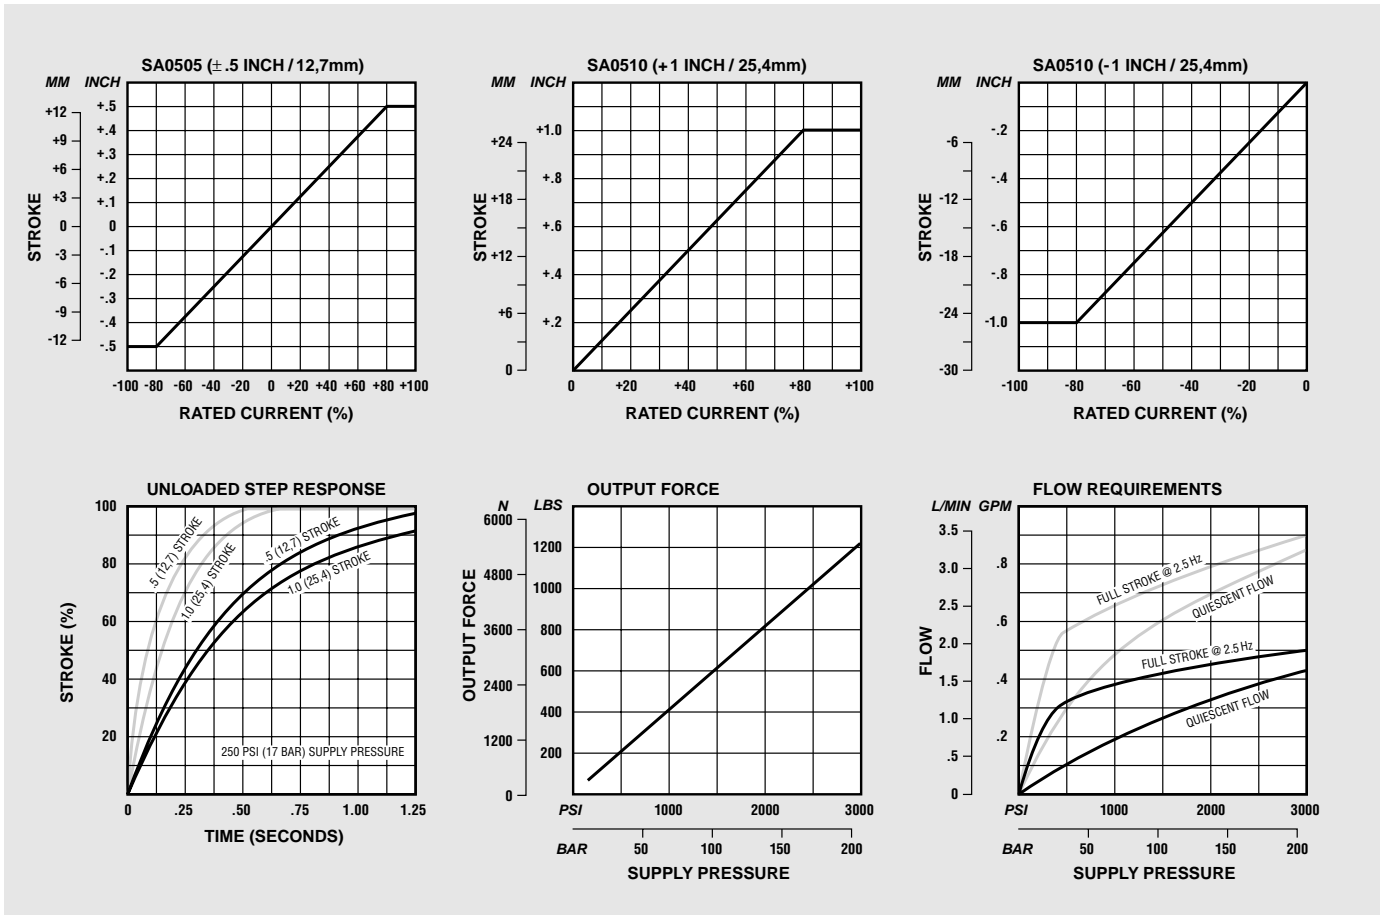 SA0505 (± .5 INCH / 12,7mm)
MM INCH
+.5
+.4
+.3
+.2
+.1
0
-.1
-.2
-.3
-.4
-.5
+12
+9
+6
+3
0
-3
-6
-9
-12
STROKE
-100 -80 -60 -40 -20 0 +20 +40 +60 +80 +100
RATED CURRENT (%)
SA0510 (+1 INCH / 25,4mm)
MM INCH
+1.0
+.8
+.6
+.4
+.2
+24
+18
+12
+6
0
STROKE
0 +20 +40 +60 +80 +100
RATED CURRENT (%)
SA0510 (-1 INCH / 25,4mm)
MM INCH
-.2
-.4
-.6
-.8
-1.0
-6
-12
-18
-24
-30
STROKE
-100 -80 -60 -40 -20 0
RATED CURRENT (%)
UNLOADED STEP RESPONSE
100
80
60
40
20
STROKE (%)
.5 (12,7) STROKE
1.0 (25,4) STROKE
.5 (12,7) STROKE
1.0 (25,4) STROKE
250 PSI (17 BAR) SUPPLY PRESSURE
0 .25 .50 .75 1.00 1.25
TIME (SECONDS)
OUTPUT FORCE
N LBS
6000
4800
3600
2400
1200
0
1200
1000
800
600
400
200
OUTPUT FORCE
PSI 1000 2000 3000
BAR 50 100 150 200
SUPPLY PRESSURE
FLOW REQUIREMENTS
L/MIN GPM
3.5
3.0
2.5
2.0
1.5
1.0
.5
0
.8
.6
.4
.2
FLOW
FULL STROKE @ 2.5 Hz
QUIESCENT FLOW
FULL STROKE @ 2.5 Hz
QUIESCENT FLOW
PSI 1000 2000 3000
BAR 50 100 150 200
SUPPLY PRESSURE